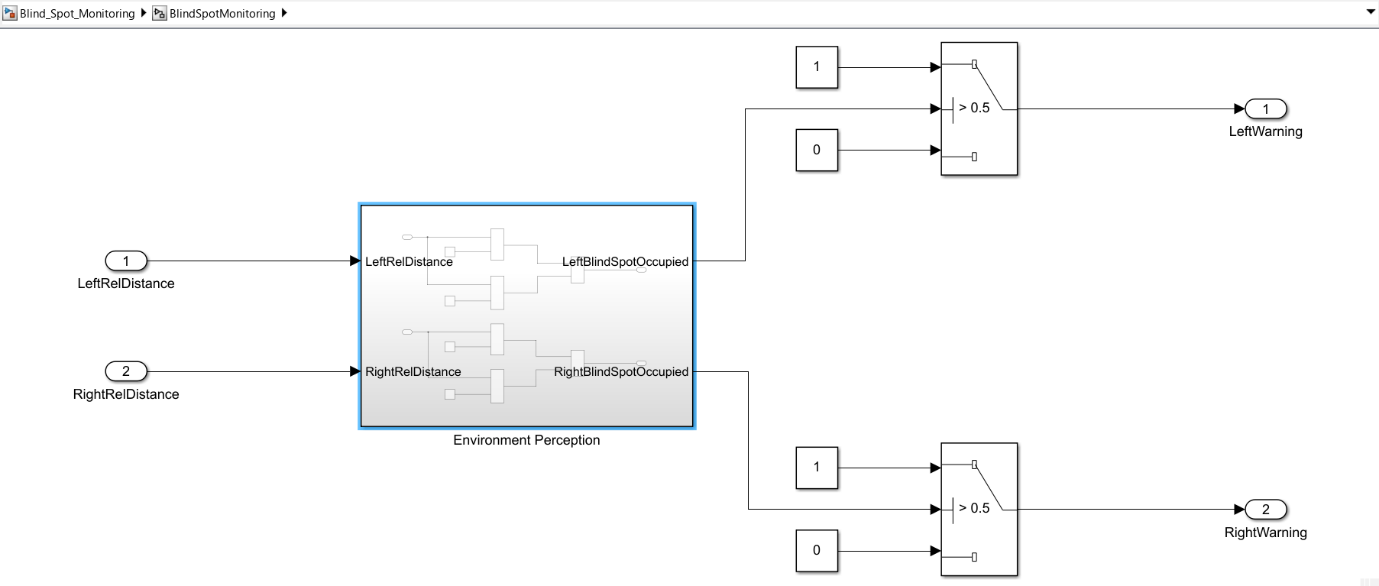 Blind_Spot_Monitoring BlindSpotMonitoring
1
> 0.5
1
LeftWarning
0
1
LeftRelDistance
LeftRelDistance
LeftBlindSpotOccupied
2
RightRelDistance
RightRelDistance
RightBlindSpotOccupied
Environment Perception
1
> 0.5
2
RightWarning
0